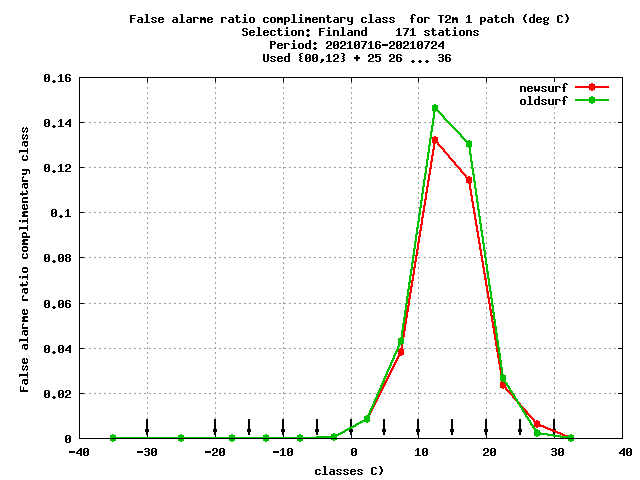 False alarme ratio complimentary class  for T2m 1 patch (deg C)
Selection: Finland    171 stations
Period: 20210716-20210724
Used {00,12} + 25 26 ... 36
newsurf
oldsurf
0.16
0.14
0.12
0.1
0.08
0.06
0.04
0.02
0
False alarme ratio complimentary class
-40 -30 -20 -10 0 10 20 30 40
classes C)